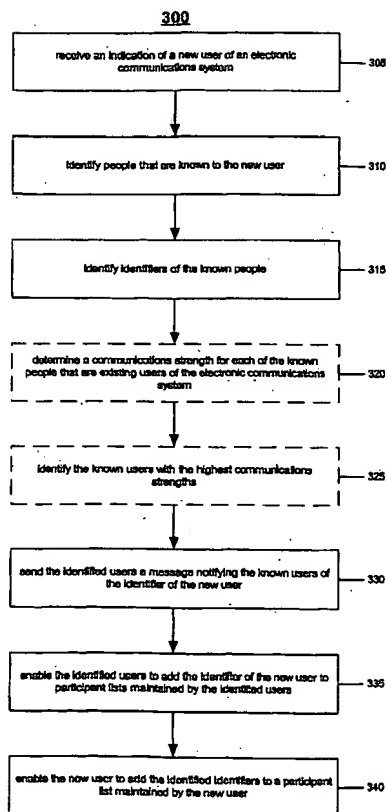 300
receive an indication of a new user of an electronic
communications system
305
identify people that are known to the new user
310
identify identifiers of the known people
315
determine a communications strength for each of the known
people that are existing users of the electronic communications
system
320
identify the known users with the highest communications
strengths
325
send the identified users a message notifying the known users of
the identifier of the new user
330
enable the identified users to add the identifier of the new user to
participant lists maintained by the identified users
335
enable the new user to add the identified identifiers to a participant
list maintained by the new user
340